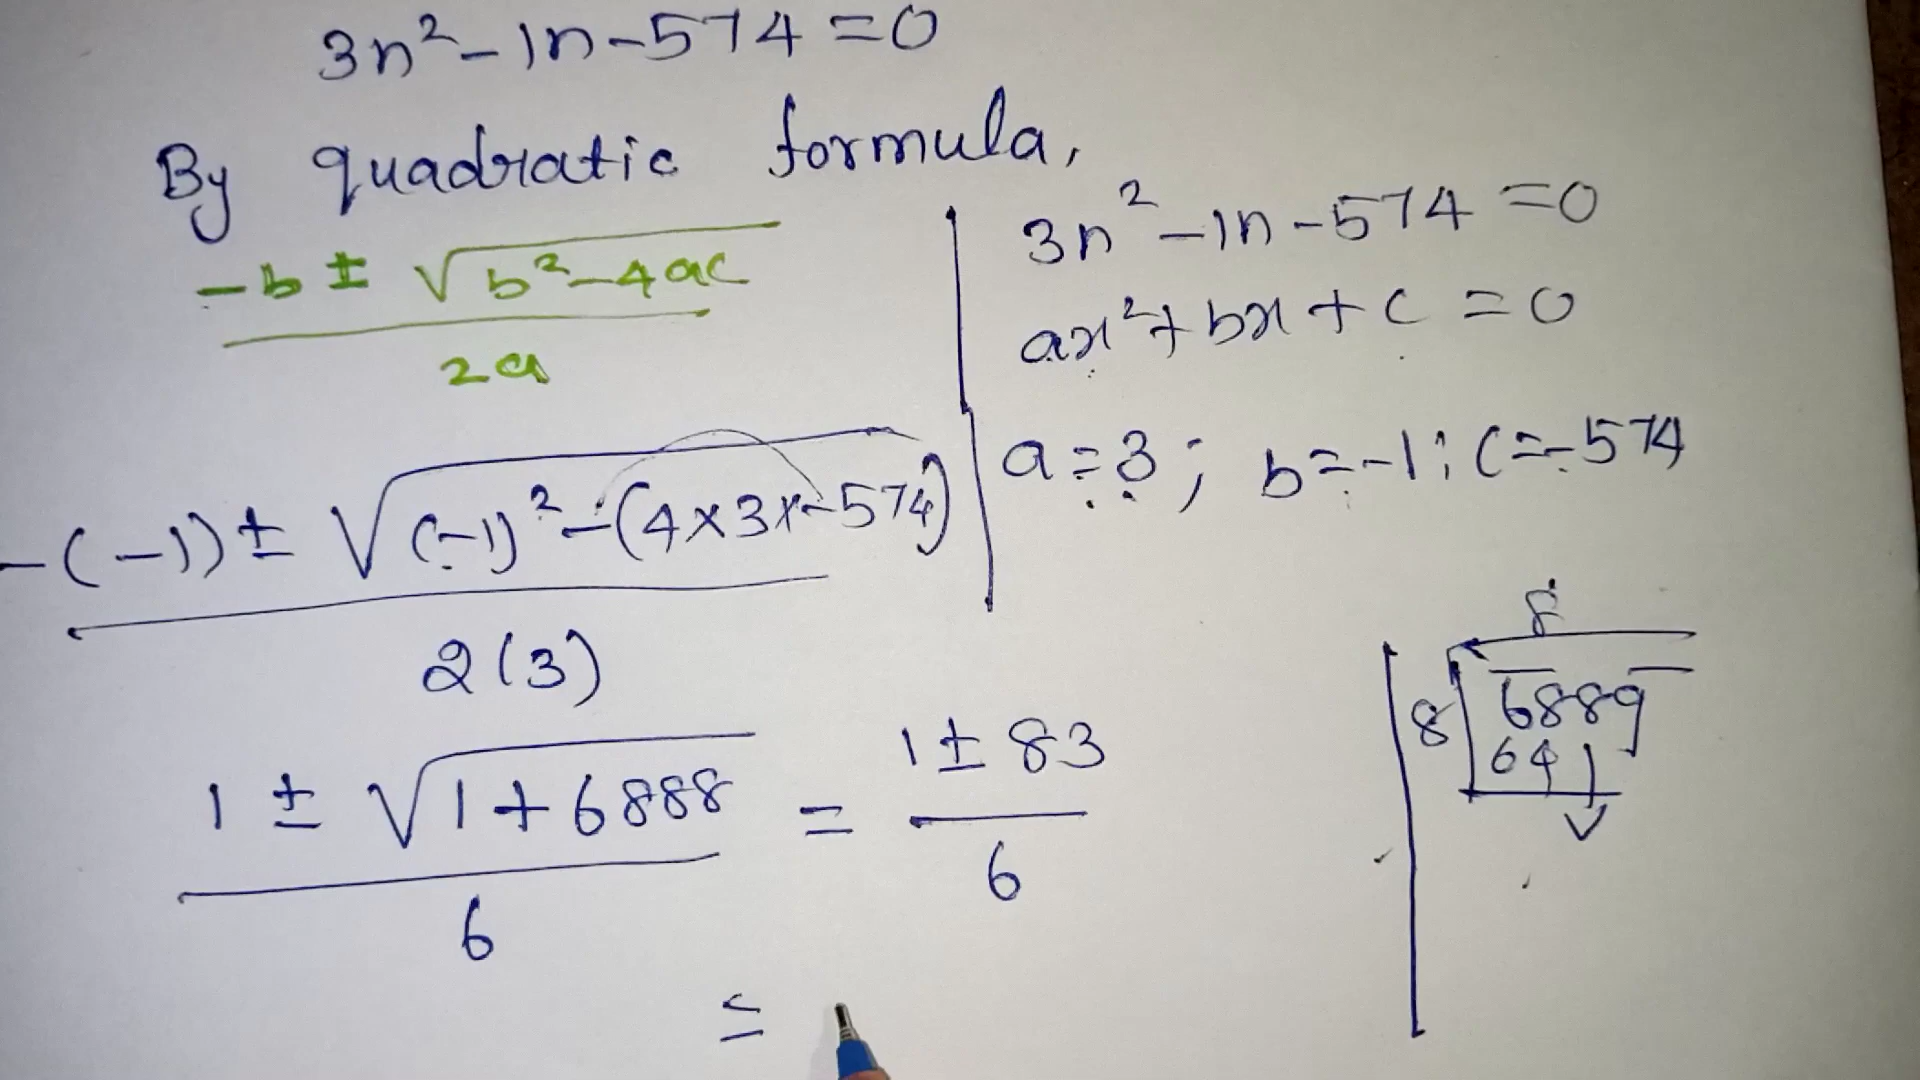 3n²-1n-574=0
By quadratic formula,
-b ± √b²-4ac
2a
3n²-1n-574=0
ax²+bx+c=0
a=3; b=-1; c=-574
-(-1) ± √(-1)²-(4×3×-574)
2(3)
1 ± √1+6888 = 1 ± 83
6 6
=
8
8 6889
64